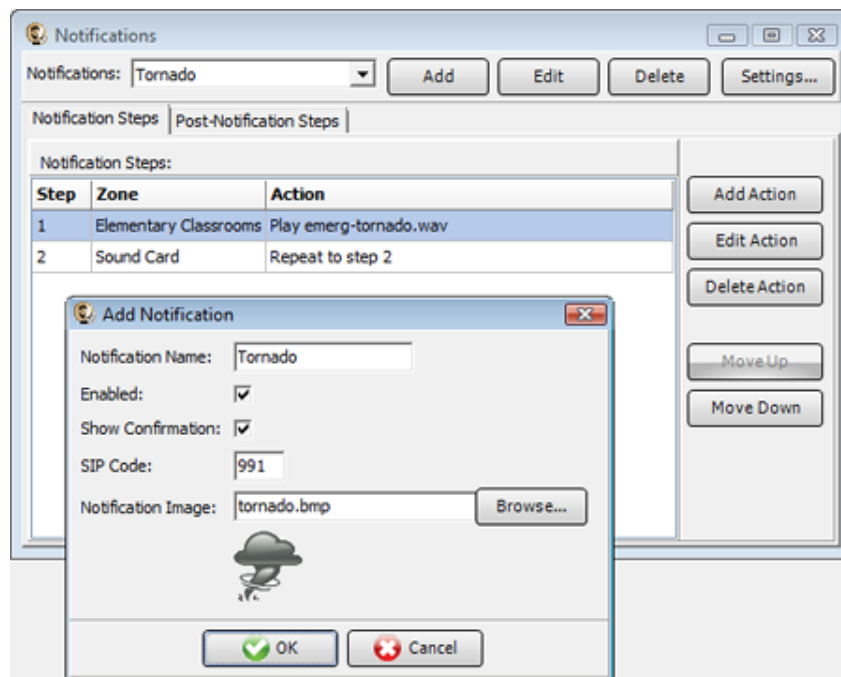 Notifications
Notifications: Tornado Add Edit Delete Settings...
Notification Steps Post-Notification Steps
Notification Steps:
Step Zone Action
1 Elementary Classrooms Play emerg-tornado.wav
2 Sound Card Repeat to step 2
Add Action
Edit Action
Delete Action
Move Up
Move Down
Add Notification
Notification Name: Tornado
Enabled:
Show Confirmation:
SIP Code: 991
Notification Image: tornado.bmp Browse...
OK Cancel